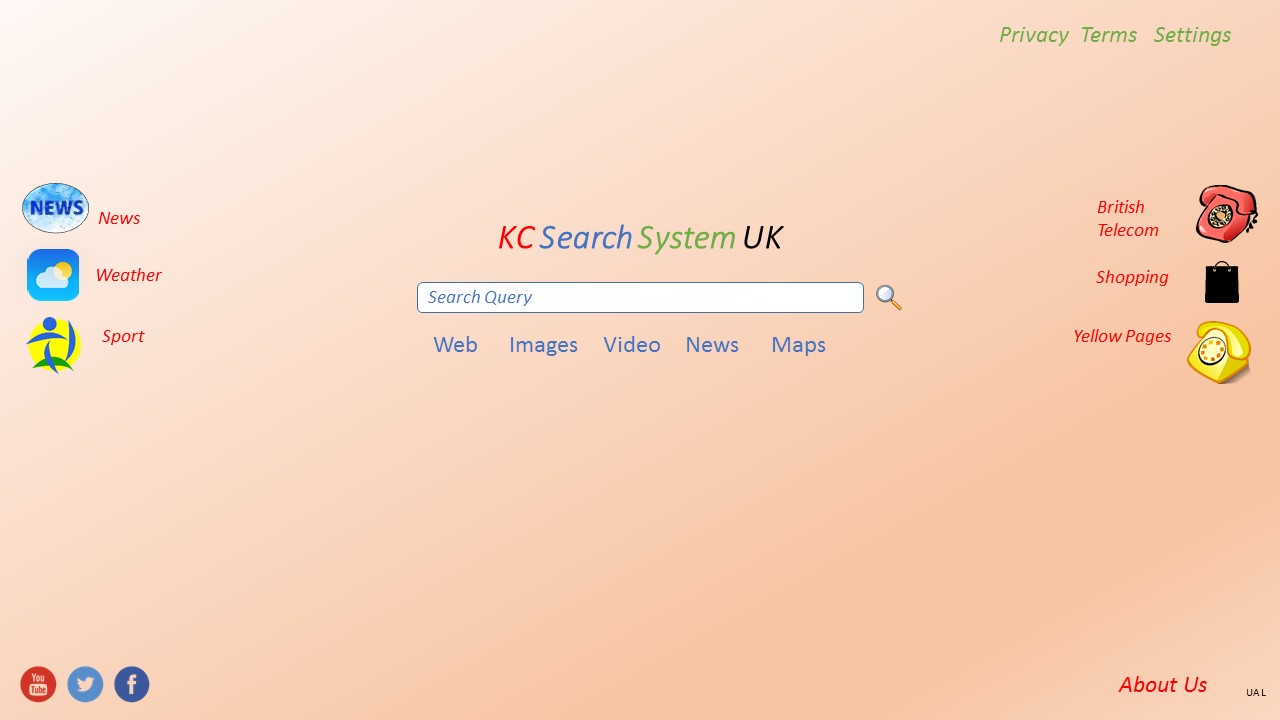 Privacy Terms Settings
NEWS
News
Weather
Sport
KC Search System UK
Search Query
Web Images Video News Maps
British
Telecom
Shopping
Yellow Pages
You
Tube
About Us
UAL